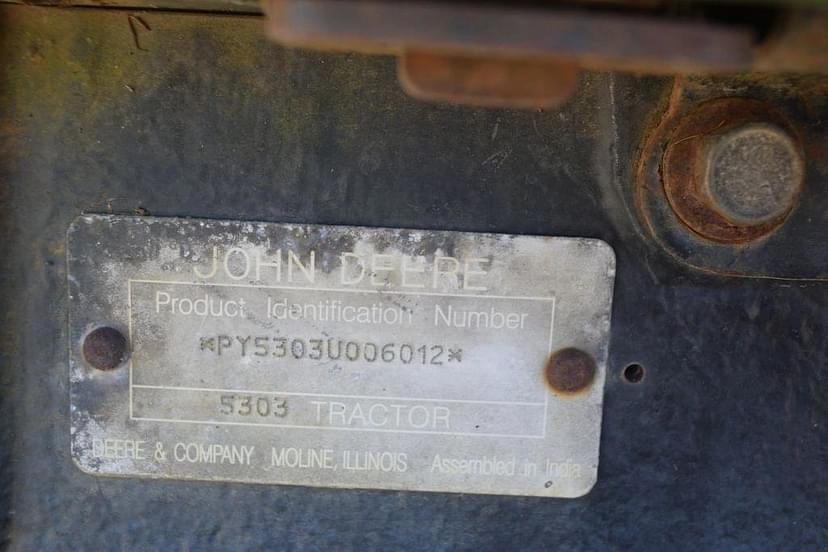 JOHN DEERE
Product Identification Number
*PY5303U006012*
5303 TRACTOR
DEERE & COMPANY MOLINE, ILLINOIS Assembled in India